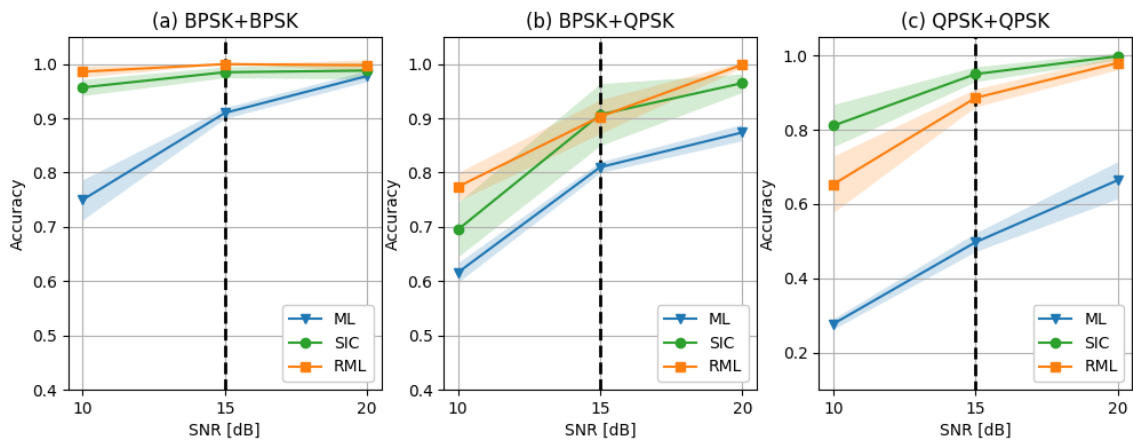 (a) BPSK+BPSK
1.0
0.9
0.8
0.7
0.6
0.5
0.4
Accuracy
10
15
20
SNR [dB]
ML
SIC
RML
(b) BPSK+QPSK
1.0
0.9
0.8
0.7
0.6
0.5
0.4
Accuracy
10
15
20
SNR [dB]
ML
SIC
RML
(c) QPSK+QPSK
1.0
0.8
0.6
0.4
0.2
Accuracy
10
15
20
SNR [dB]
ML
SIC
RML